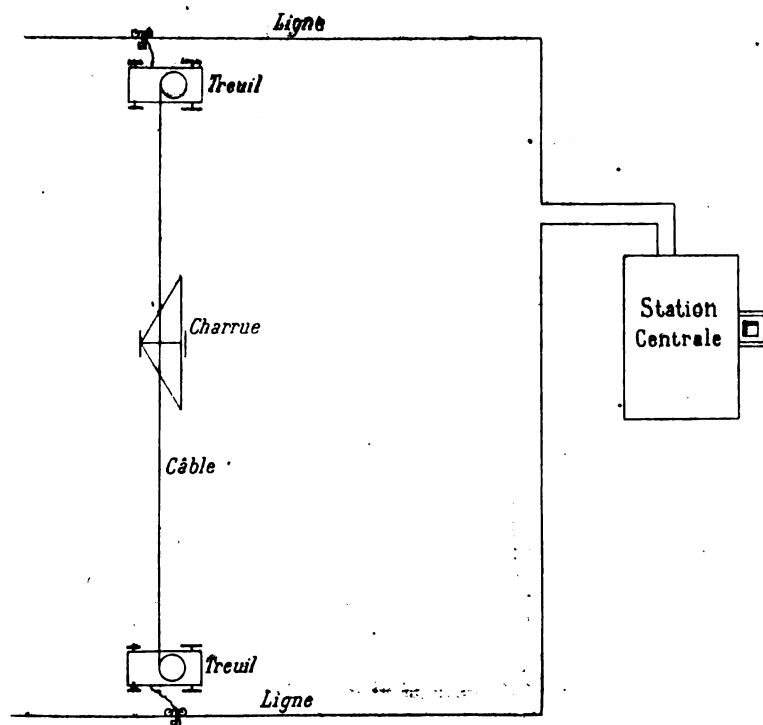 Ligne
Treuil
Charrue
Station
Centrale
Câble
Treuil
Ligne